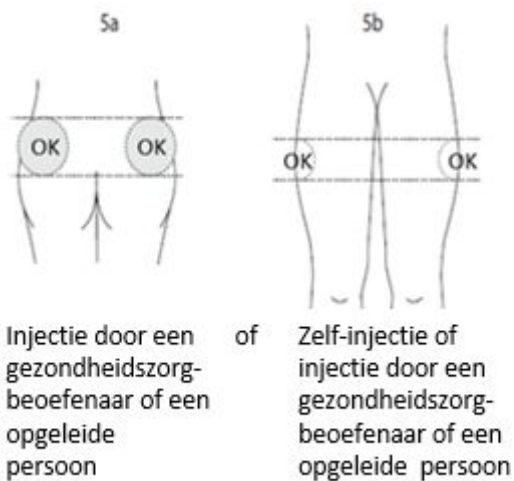 5a
5b
OK
OK
OK
OK
Injectie door een
gezondheidszorg-
beoefenaar of een
opgeleide
persoon
of
Zelf-injectie of
injectie door een
gezondheidszorg-
beoefenaar of een
opgeleide persoon